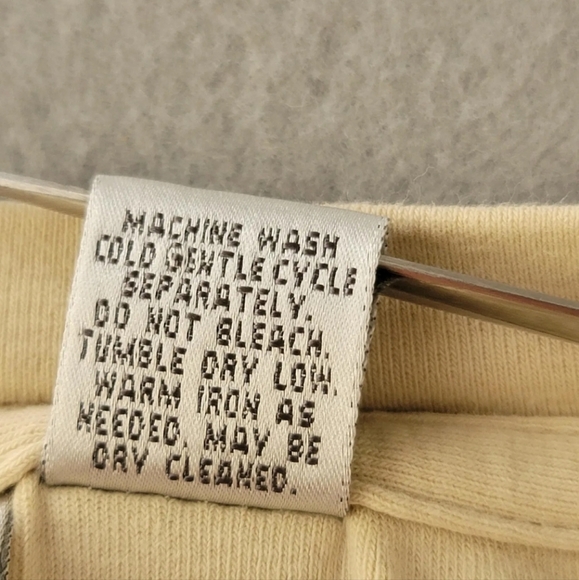 MACHINE WASH
COLD GENTLE CYCLE
SEPARATELY.
DO NOT BLEACH.
TUMBLE DRY LOW.
WARM IRON AS
NEEDED. MAY BE
DRY CLEANED.